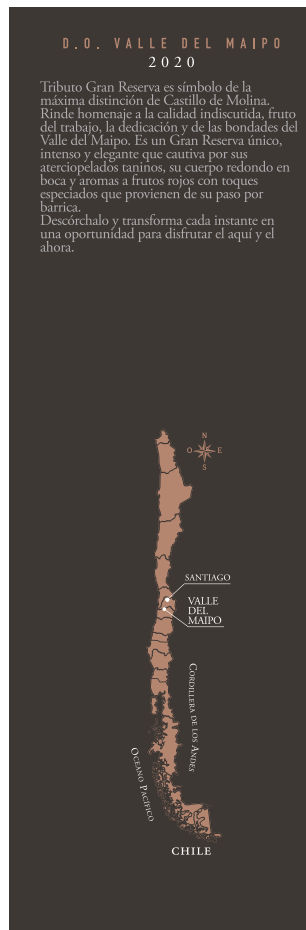 D.O. VALLE DEL MAIPO
2020
Tributo Gran Reserva es símbolo de la
máxima distinción de Castillo de Molina.
Rinde homenaje a la calidad indiscutida, fruto
del trabajo, la dedicación y de las bondades del
Valle del Maipo. Es un Gran Reserva único,
intenso y elegante que cautiva por sus
aterciopelados taninos, su cuerpo redondo en
boca y aromas a frutos rojos con toques
especiados que provienen de su paso por
barrica.
Descórchalo y transforma cada instante en
una oportunidad para disfrutar el aquí y el
ahora.
N
O E
S
SANTIAGO
VALLE
DEL
MAIPO
CORDILLERA DE LOS ANDES
OCEANO PACÍFICO
CHILE